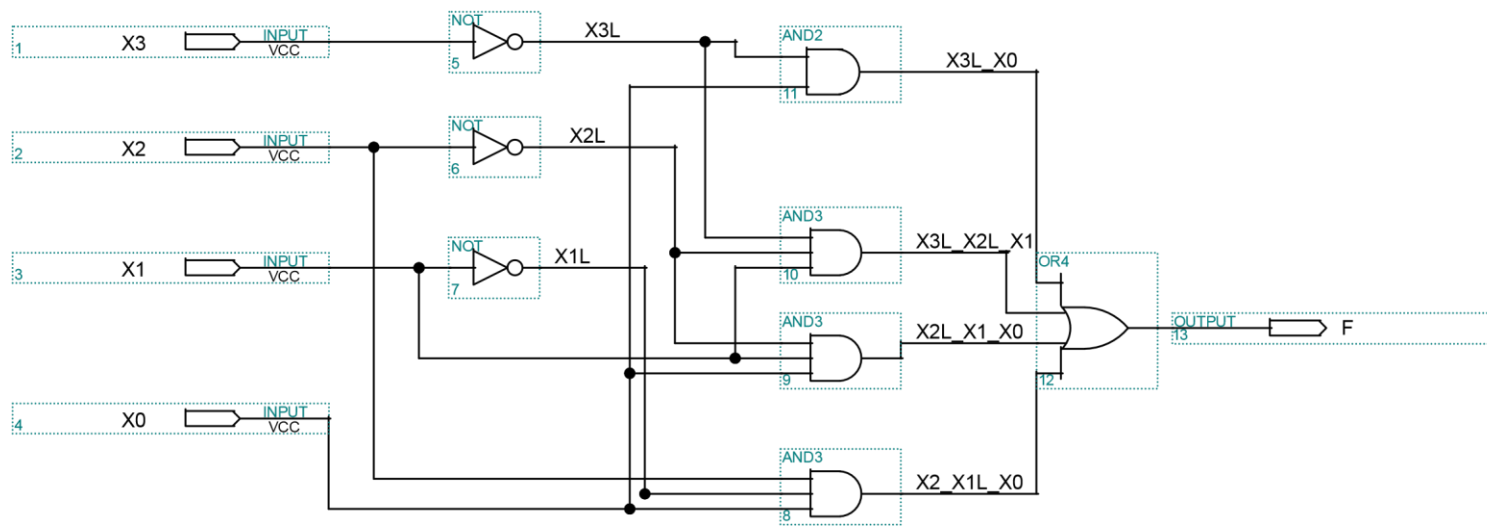 X3 INPUT VCC 1
NOT 5
X3L
AND2 11
X3L_X0
X2 INPUT VCC 2
NOT 6
X2L
X1 INPUT VCC 3
NOT 7
X1L
AND3 10
X3L_X2L_X1
OR4 12
AND3 9
X2L_X1_X0
OUTPUT 13 F
X0 INPUT VCC 4
AND3 8
X2_X1L_X0